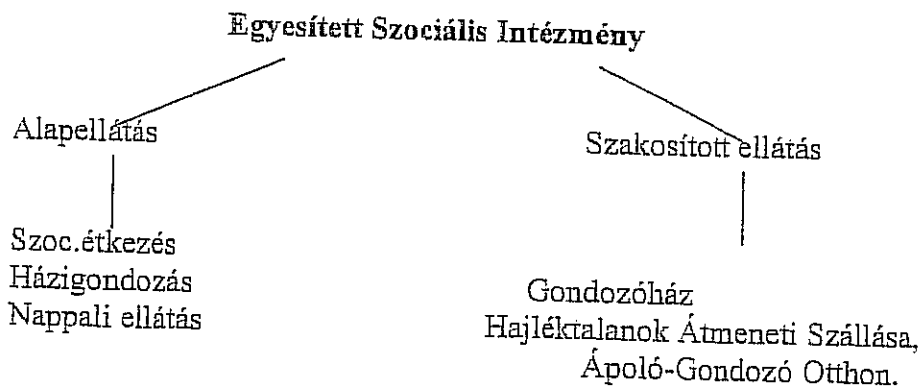 Egyesített Szociális Intézmény
Alapellátás
Szoc.étkezés
Házigondozás
Nappali ellátás
Szakosított ellátás
Gondozóház
Hajléktalanok Átmeneti Szállása,
Ápoló-Gondozó Otthon.